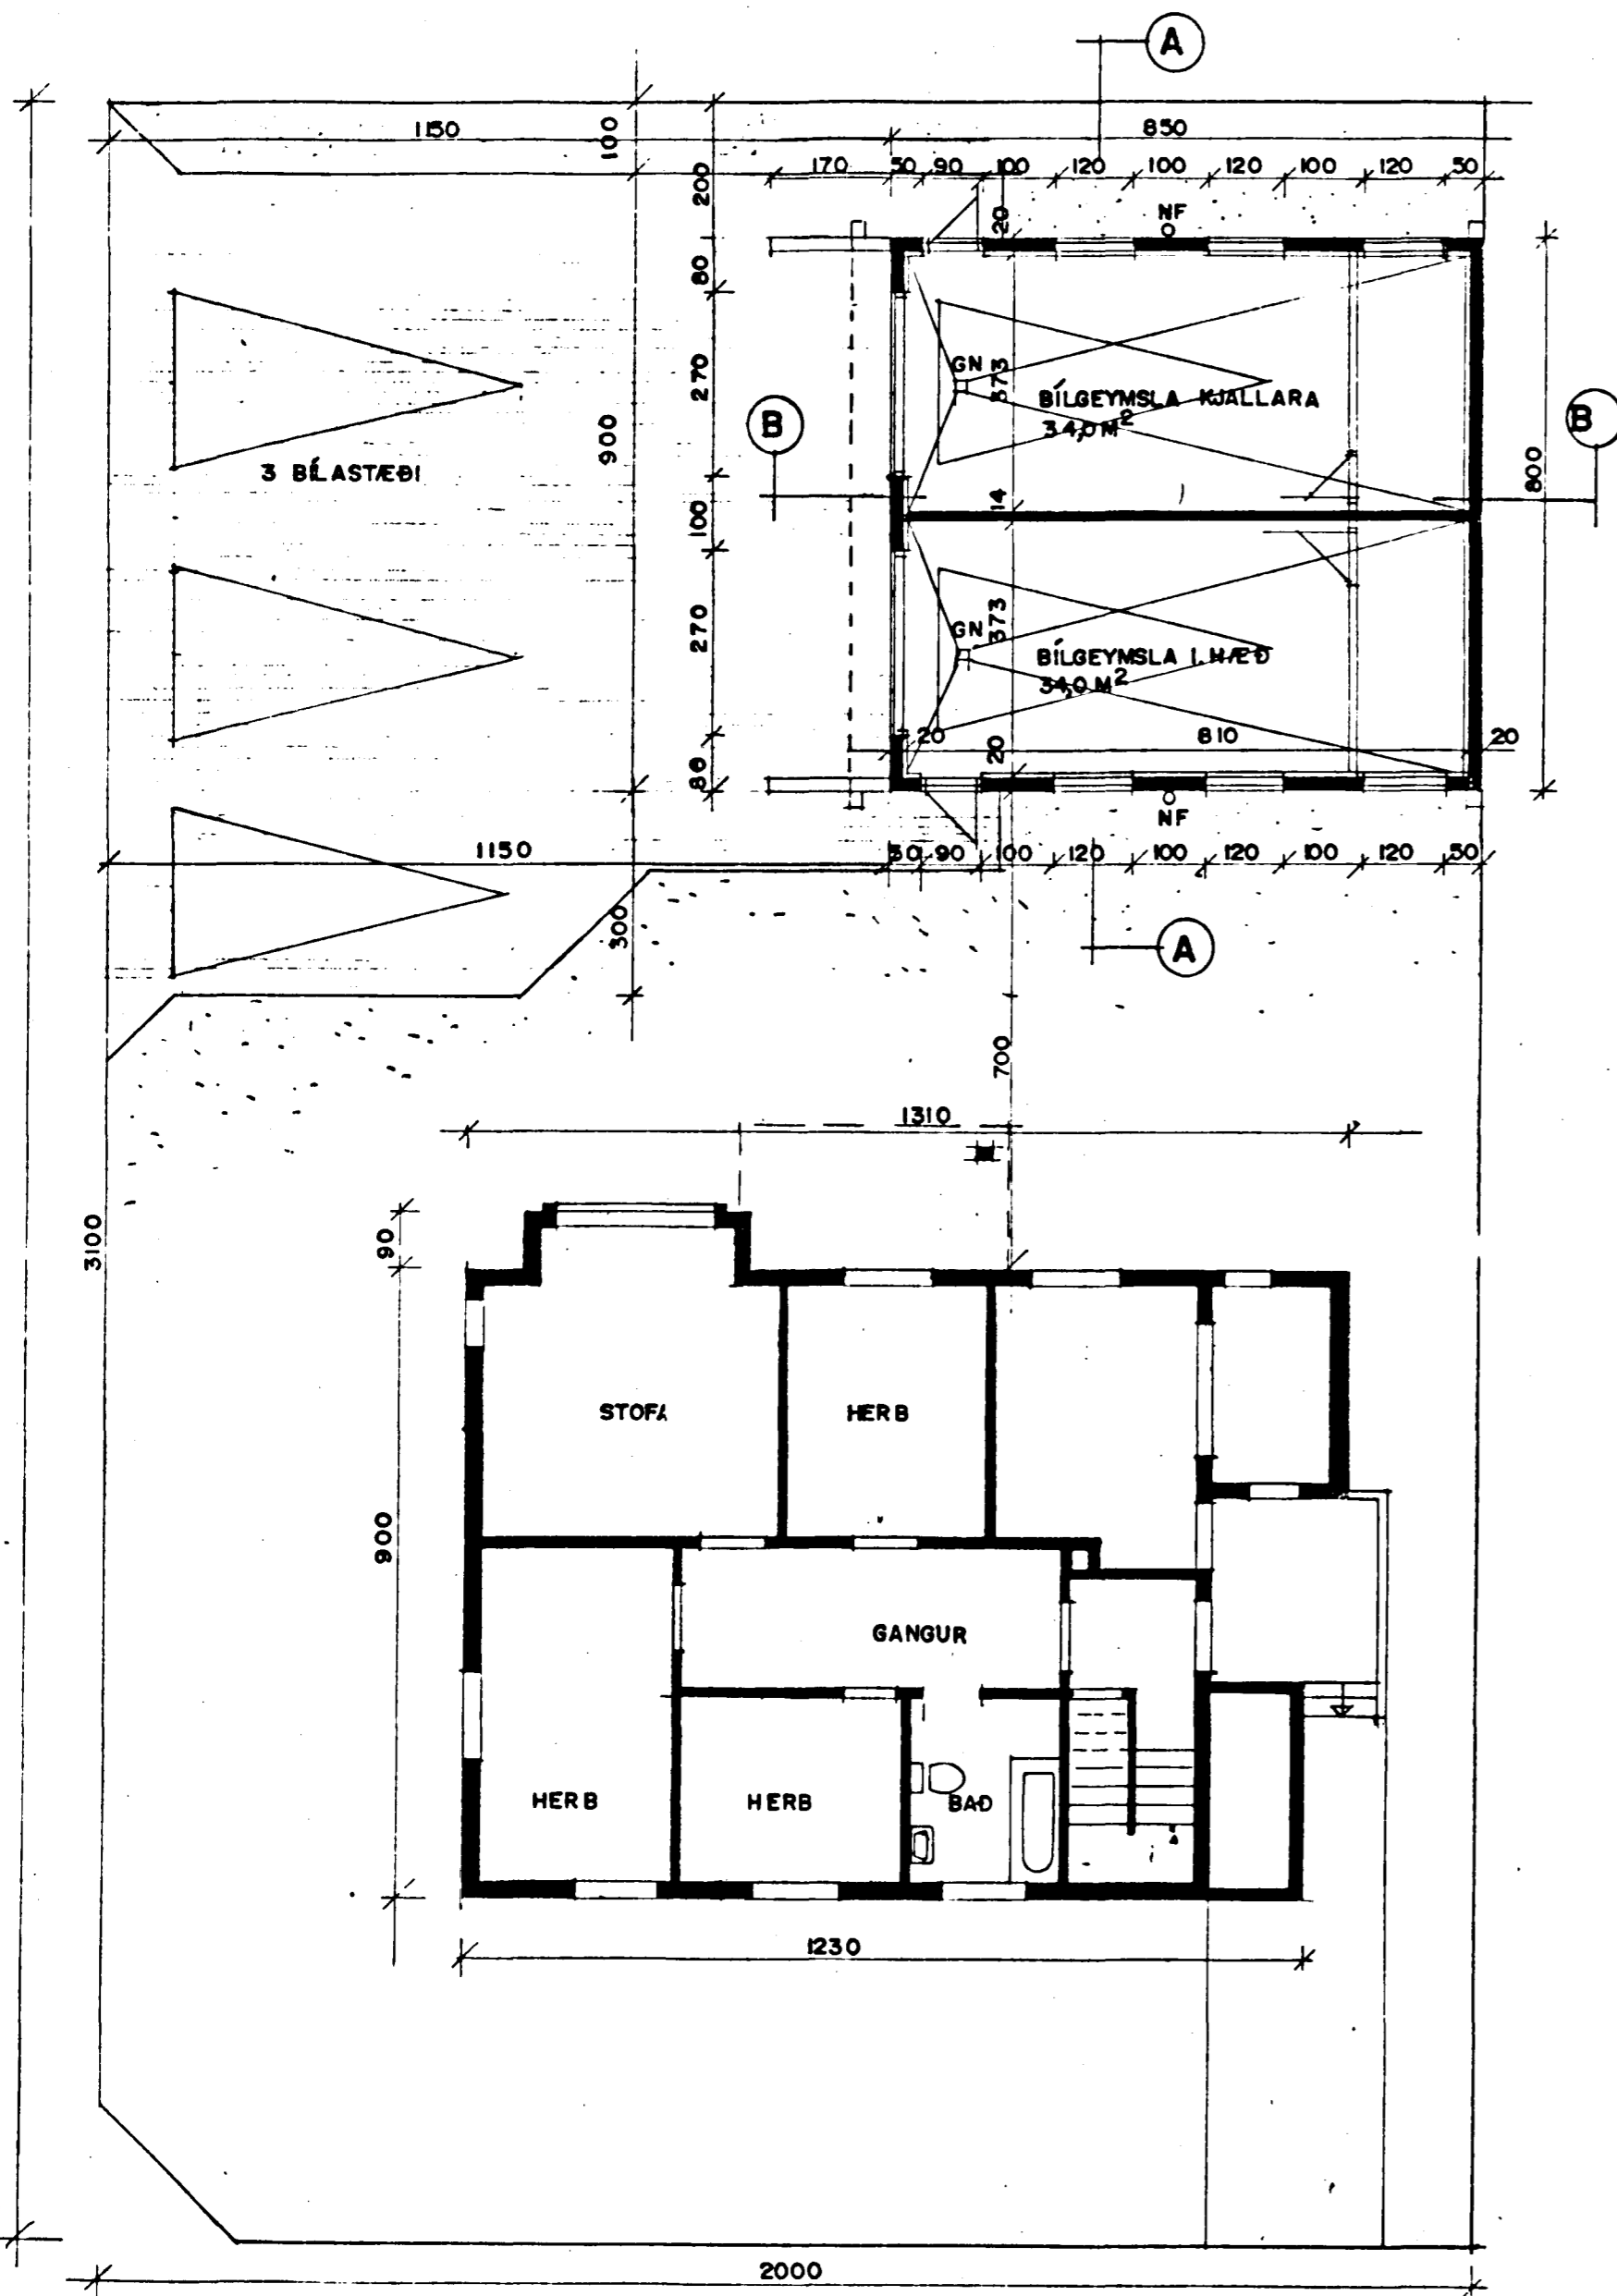 A
1150
100
850
200
170 50 90 100 120 100 120 100 120 50
20
NF
80
270
GN
373
BÍLGEYMSLA KJALLARA
34,0 M²
B
B
900
3 BÍLASTÆÐI
800
14
100
270
GN
373
BÍLGEYMSLA 1. HÆÐ
34,0 M²
20
810
20
20
80
NF
1150
50 90 100 120 100 120 100 120 50
300
A
700
1310
3100
90
STOFA
HERB
900
GANGUR
HERB
HERB
BAÐ
1230
2000